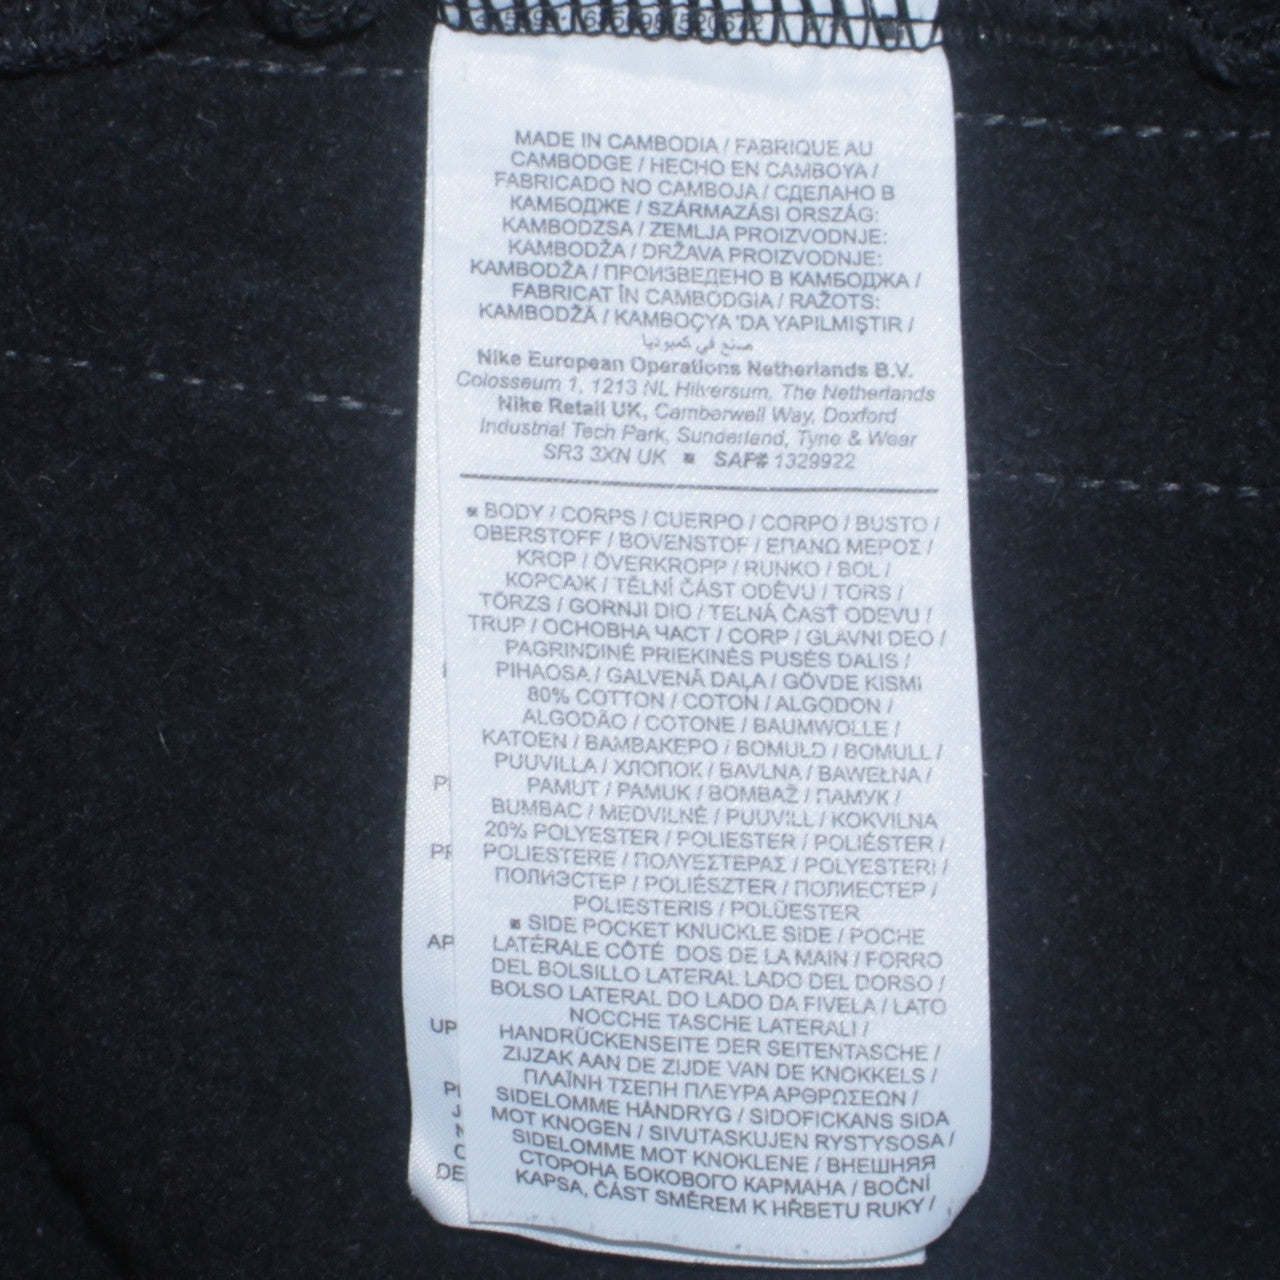 MADE IN CAMBODIA / FABRIQUE AU
CAMBODGE / HECHO EN CAMBOYA /
FABRICADO NO CAMBOJA / СДЕЛАНО В
КАМБОДЖЕ / SZÁRMAZÁSI ORSZÁG:
KAMBODZSA / ZEMLJA PROIZVODNJE:
KAMBODŽA / DRŽAVA PROIZVODNJE:
KAMBODŽA / ПРОИЗВЕДЕНО В КАМБОДЖА /
FABRICAT ÎN CAMBODGIA / RAŽOTS:
KAMBODŽĀ / KAMBOÇYA 'DA YAPILMIŞTIR /
صنع في كمبوديا
Nike European Operations Netherlands B.V.
Colosseum 1, 1213 NL Hilversum, The Netherlands
Nike Retail UK, Camberwell Way, Doxford
Industrial Tech Park, Sunderland, Tyne & Wear
SR3 3XN UK SAP# 1329922
BODY / CORPS / CUERPO / CORPO / BUSTO /
OBERSTOFF / BOVENSTOF / ΕΠΑΝΩ ΜΕΡΟΣ /
KROP / ÖVERKROPP / RUNKO / BOL /
КОРСАЖ / TĚLNÍ ČÁST ODĚVU / TORS /
TÖRZS / GORNJI DIO / TELNÁ ČASŤ ODEVU /
TRUP / ОСНОВНА ЧАСТ / CORP / GLAVNI DEO /
PAGRINDINĖ PRIEKINĖS PUSĖS DALIS /
PIHAOSA / GALVENĀ DAĻA / GÖVDE KISMI
80% COTTON / COTON / ALGODON /
ALGODÃO / COTONE / BAUMWOLLE /
KATOEN / ΒΑΜΒΑΚΕΡΟ / BOMULD / BOMULL /
PUUVILLA / ХЛОПОК / BAVLNA / BAWEŁNA /
PAMUT / PAMUK / BOMBAŽ / ПАМУК /
BUMBAC / MEDVILNĖ / PUUVILL / KOKVILNA
20% POLYESTER / POLIESTER / POLIÉSTER /
POLIESTERE / ΠΟΛΥΕΣΤΕΡΑΣ / POLYESTERI /
ПОЛИЭСТЕР / POLIÉSZTER / ПОЛИЕСТЕР /
POLIESTERIS / POLÜESTER
SIDE POCKET KNUCKLE SIDE / POCHE
LATÉRALE CÔTÉ DOS DE LA MAIN / FORRO
DEL BOLSILLO LATERAL LADO DEL DORSO /
BOLSO LATERAL DO LADO DA FIVELA / LATO
NOCCHE TASCHE LATERALI /
HANDRÜCKENSEITE DER SEITENTASCHE /
ZIJZAK AAN DE ZIJDE VAN DE KNOKKELS /
ΠΛΑΪΝΗ ΤΣΕΠΗ ΠΛΕΥΡΑ ΑΡΘΡΩΣΕΩΝ /
SIDELOMME HÅNDRYG / SIDOFICKANS SIDA
MOT KNOGEN / SIVUTASKUJEN RYSTYSOSA /
SIDELOMME MOT KNOKLENE / ВНЕШНЯЯ
СТОРОНА БОКОВОГО КАРМАНА / BOČNÍ
KAPSA, ČÁST SMĚREM K HŘBETU RUKY /